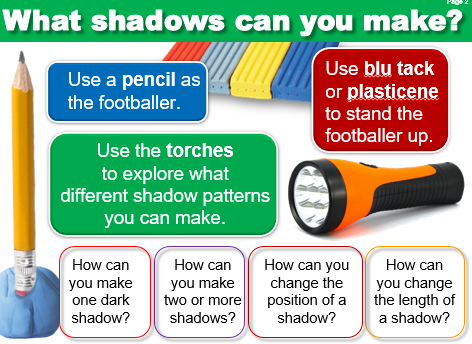 Page 2
What shadows can you make?
Use a pencil as
the footballer.
Use blu tack
or plasticene
to stand the
footballer up.
Use the torches
to explore what
different shadow patterns
you can make.
How can
you make
one dark
shadow?
How can
you make
two or more
shadows?
How can you
change the
position of a
shadow?
How can
you change
the length of
a shadow?